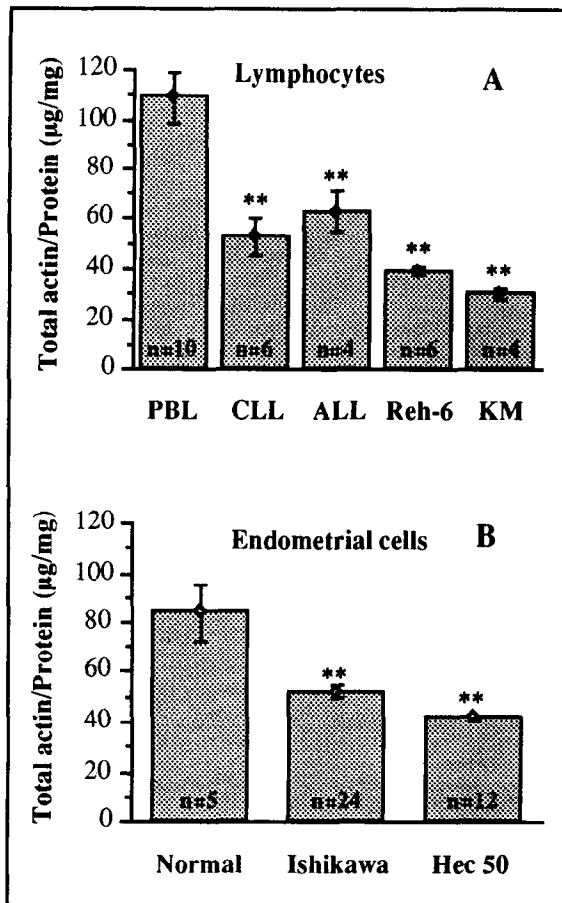 Lymphocytes A
Total actin/Protein (µg/mg)
120
100
80
60
40
20
0
** ** ** **
n=10 n=6 n=4 n=6 n=4
PBL CLL ALL Reh-6 KM
Endometrial cells B
Total actin/Protein (µg/mg)
120
100
80
60
40
20
0
** **
n=5 n=24 n=12
Normal Ishikawa Hec 50